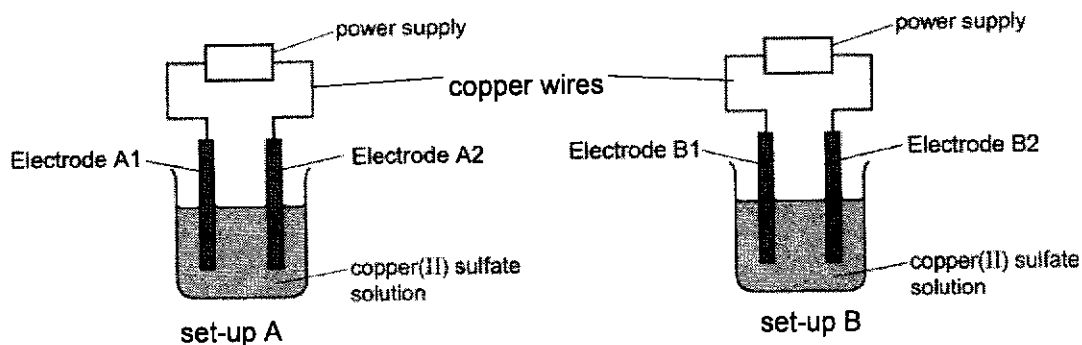 power supply
copper wires
Electrode A1
Electrode A2
copper(II) sulfate
solution
set-up A
power supply
Electrode B1
Electrode B2
copper(II) sulfate
solution
set-up B